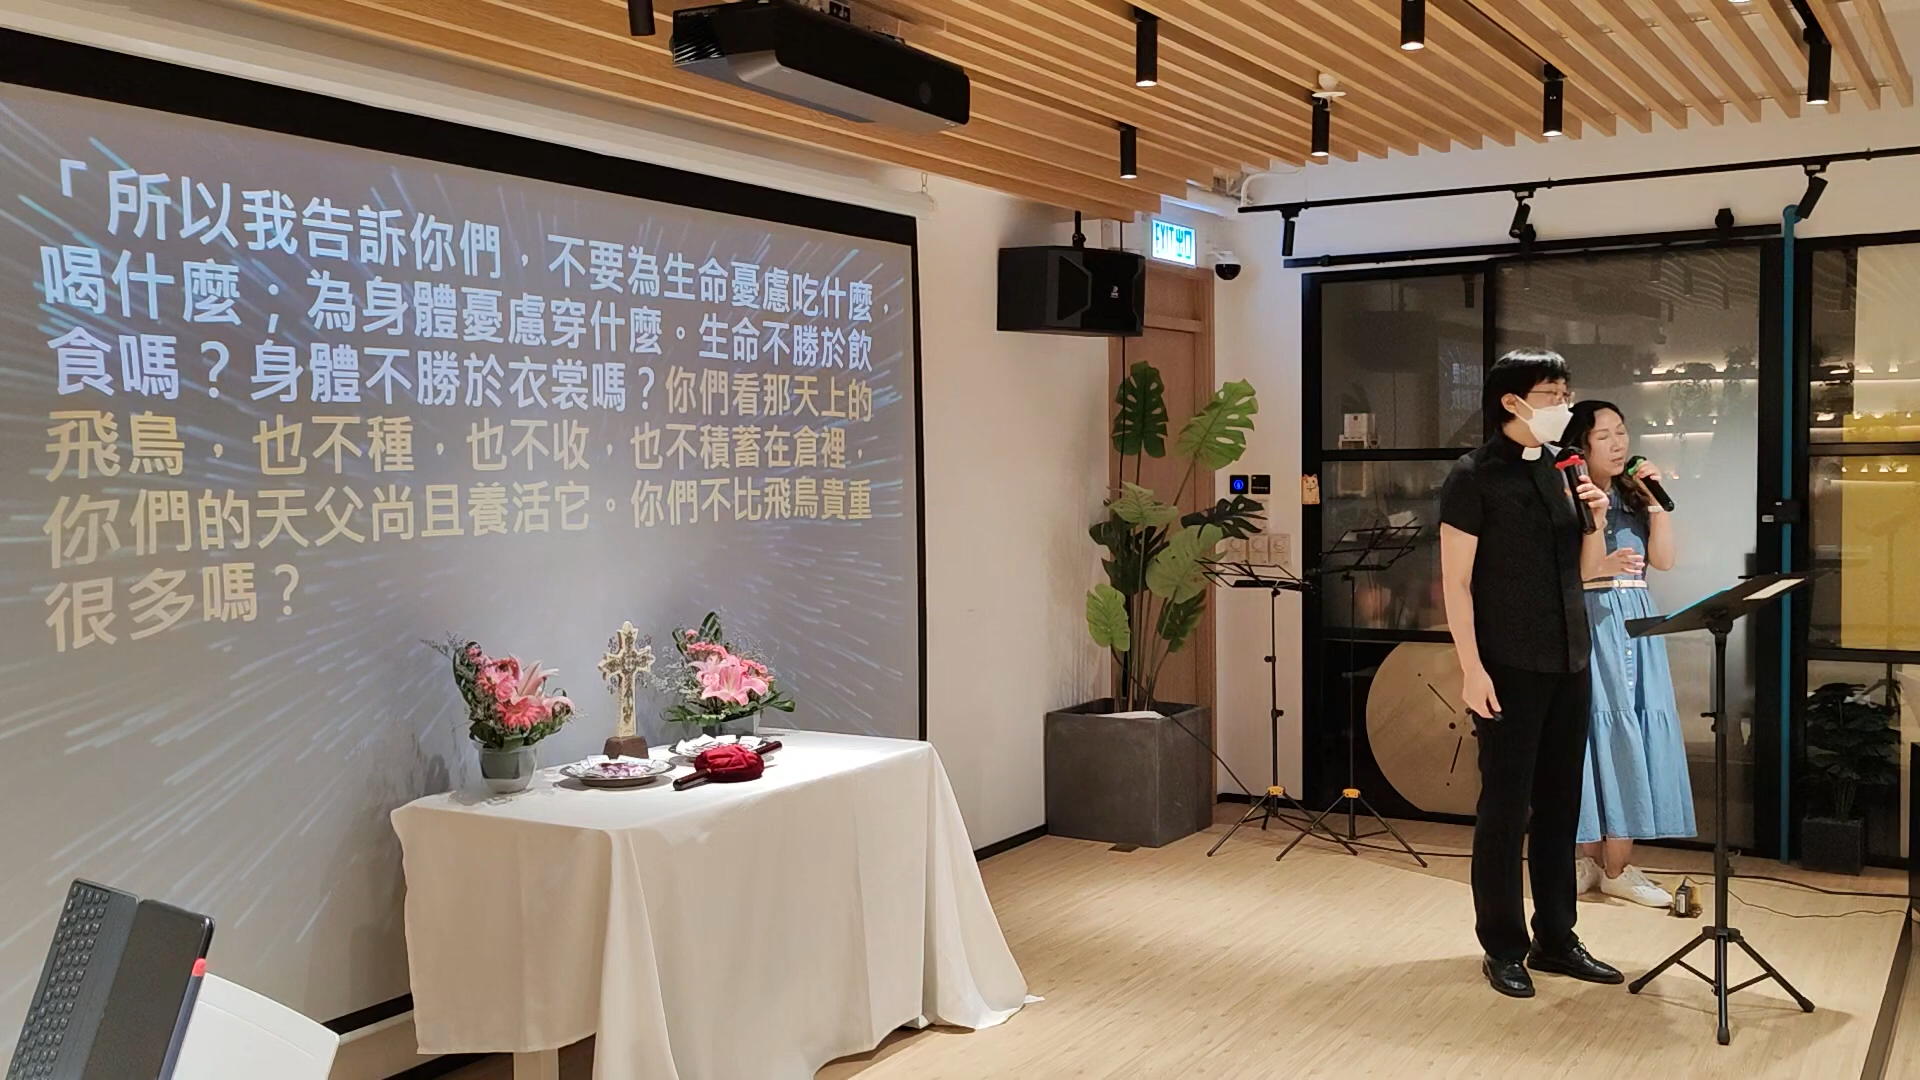 「所以我告訴你們，不要為生命憂慮吃什麼，
喝什麼；為身體憂慮穿什麼。生命不勝於飲
食嗎？身體不勝於衣裳嗎？你們看那天上的
飛鳥，也不種，也不收，也不積蓄在倉裡，
你們的天父尚且養活它。你們不比飛鳥貴重
很多嗎？
EXIT 出口